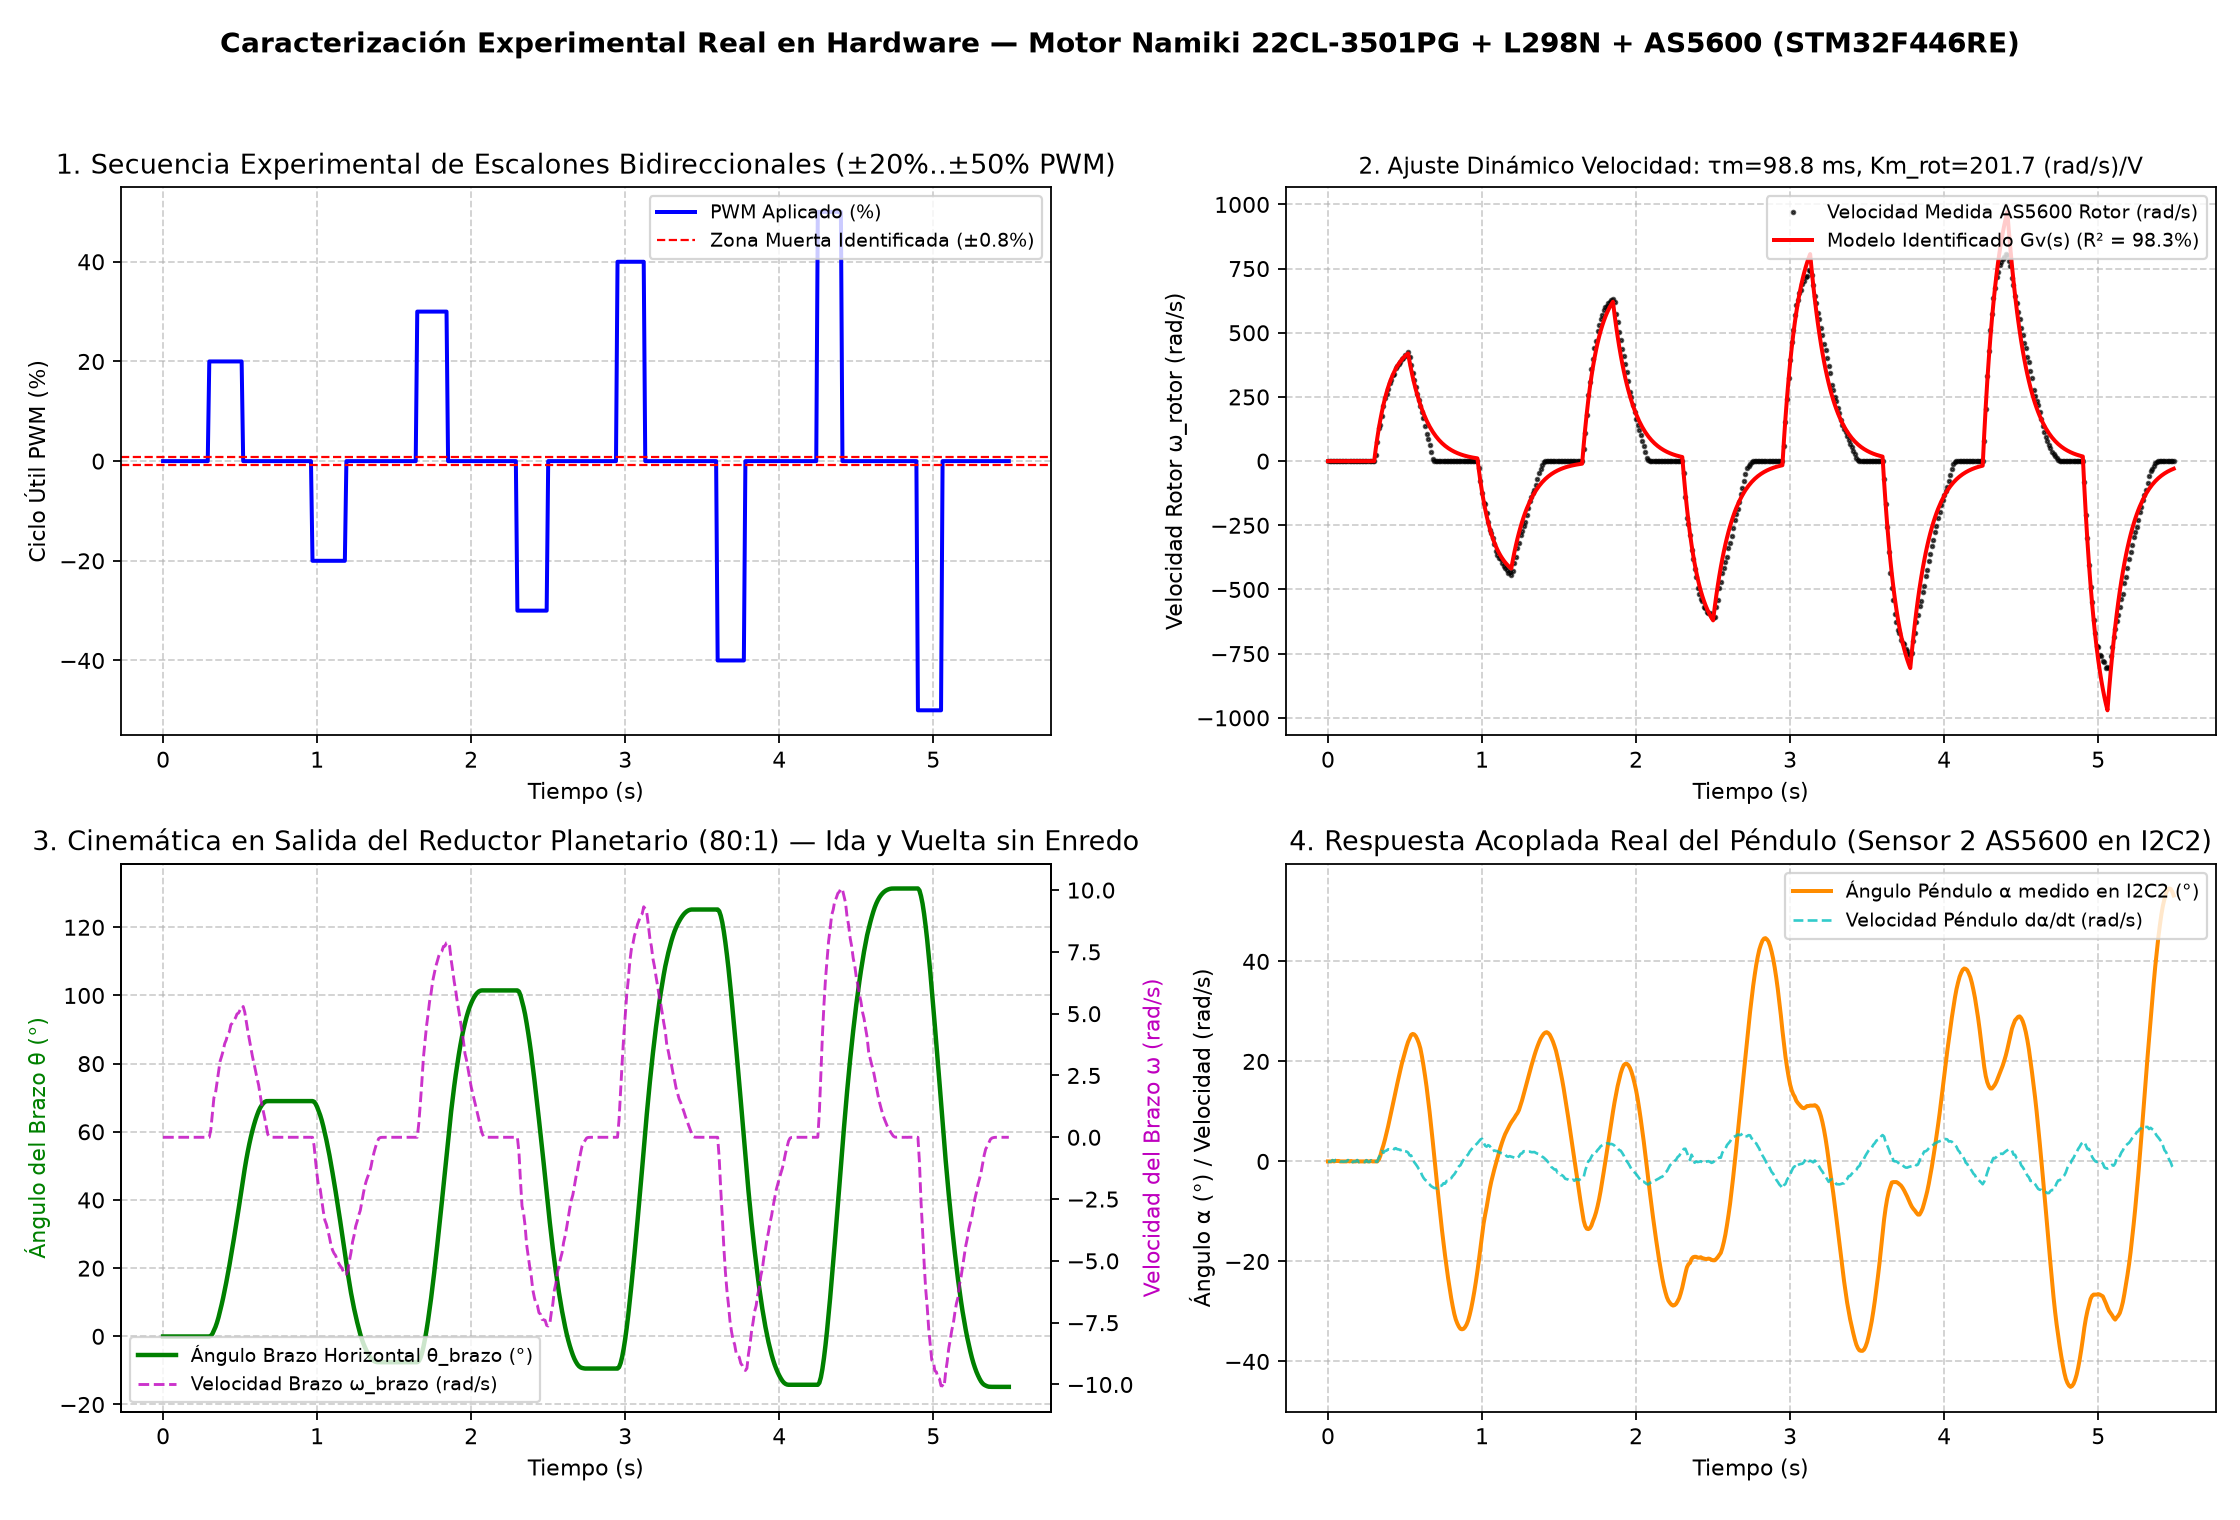 Caracterización Experimental Real en Hardware — Motor Namiki 22CL-3501PG + L298N + AS5600 (STM32F446RE)
1. Secuencia Experimental de Escalones Bidireccionales (±20%..±50% PWM)
PWM Aplicado (%)
Zona Muerta Identificada (±0.8%)
Ciclo Útil PWM (%)
40
20
0
−20
−40
0 1 2 3 4 5
Tiempo (s)
2. Ajuste Dinámico Velocidad: τm=98.8 ms, Km_rot=201.7 (rad/s)/V
Velocidad Medida AS5600 Rotor (rad/s)
Modelo Identificado Gv(s) (R² = 98.3%)
Velocidad Rotor ω_rotor (rad/s)
1000
750
500
250
0
−250
−500
−750
−1000
0 1 2 3 4 5
Tiempo (s)
3. Cinemática en Salida del Reductor Planetario (80:1) — Ida y Vuelta sin Enredo
Ángulo del Brazo θ (°)
120
100
80
60
40
20
0
−20
10.0
7.5
5.0
2.5
0.0
−2.5
−5.0
−7.5
−10.0
Velocidad del Brazo ω (rad/s)
Ángulo Brazo Horizontal θ_brazo (°)
Velocidad Brazo ω_brazo (rad/s)
0 1 2 3 4 5
Tiempo (s)
4. Respuesta Acoplada Real del Péndulo (Sensor 2 AS5600 en I2C2)
Ángulo Péndulo α medido en I2C2 (°)
Velocidad Péndulo dα/dt (rad/s)
Ángulo α (°) / Velocidad (rad/s)
40
20
0
−20
−40
0 1 2 3 4 5
Tiempo (s)